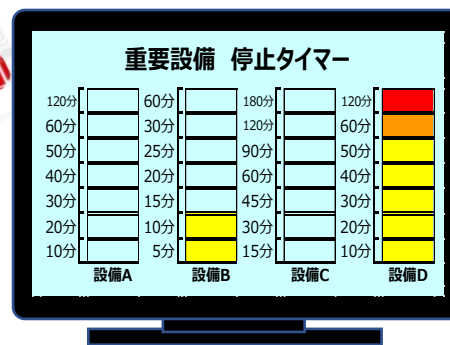 重要設備 停止タイマー
120分 60分 180分 120分
60分 30分 120分 60分
50分 25分 90分 50分
40分 20分 60分 40分
30分 15分 45分 30分
20分 10分 30分 20分
10分 5分 15分 10分
設備A 設備B 設備C 設備D